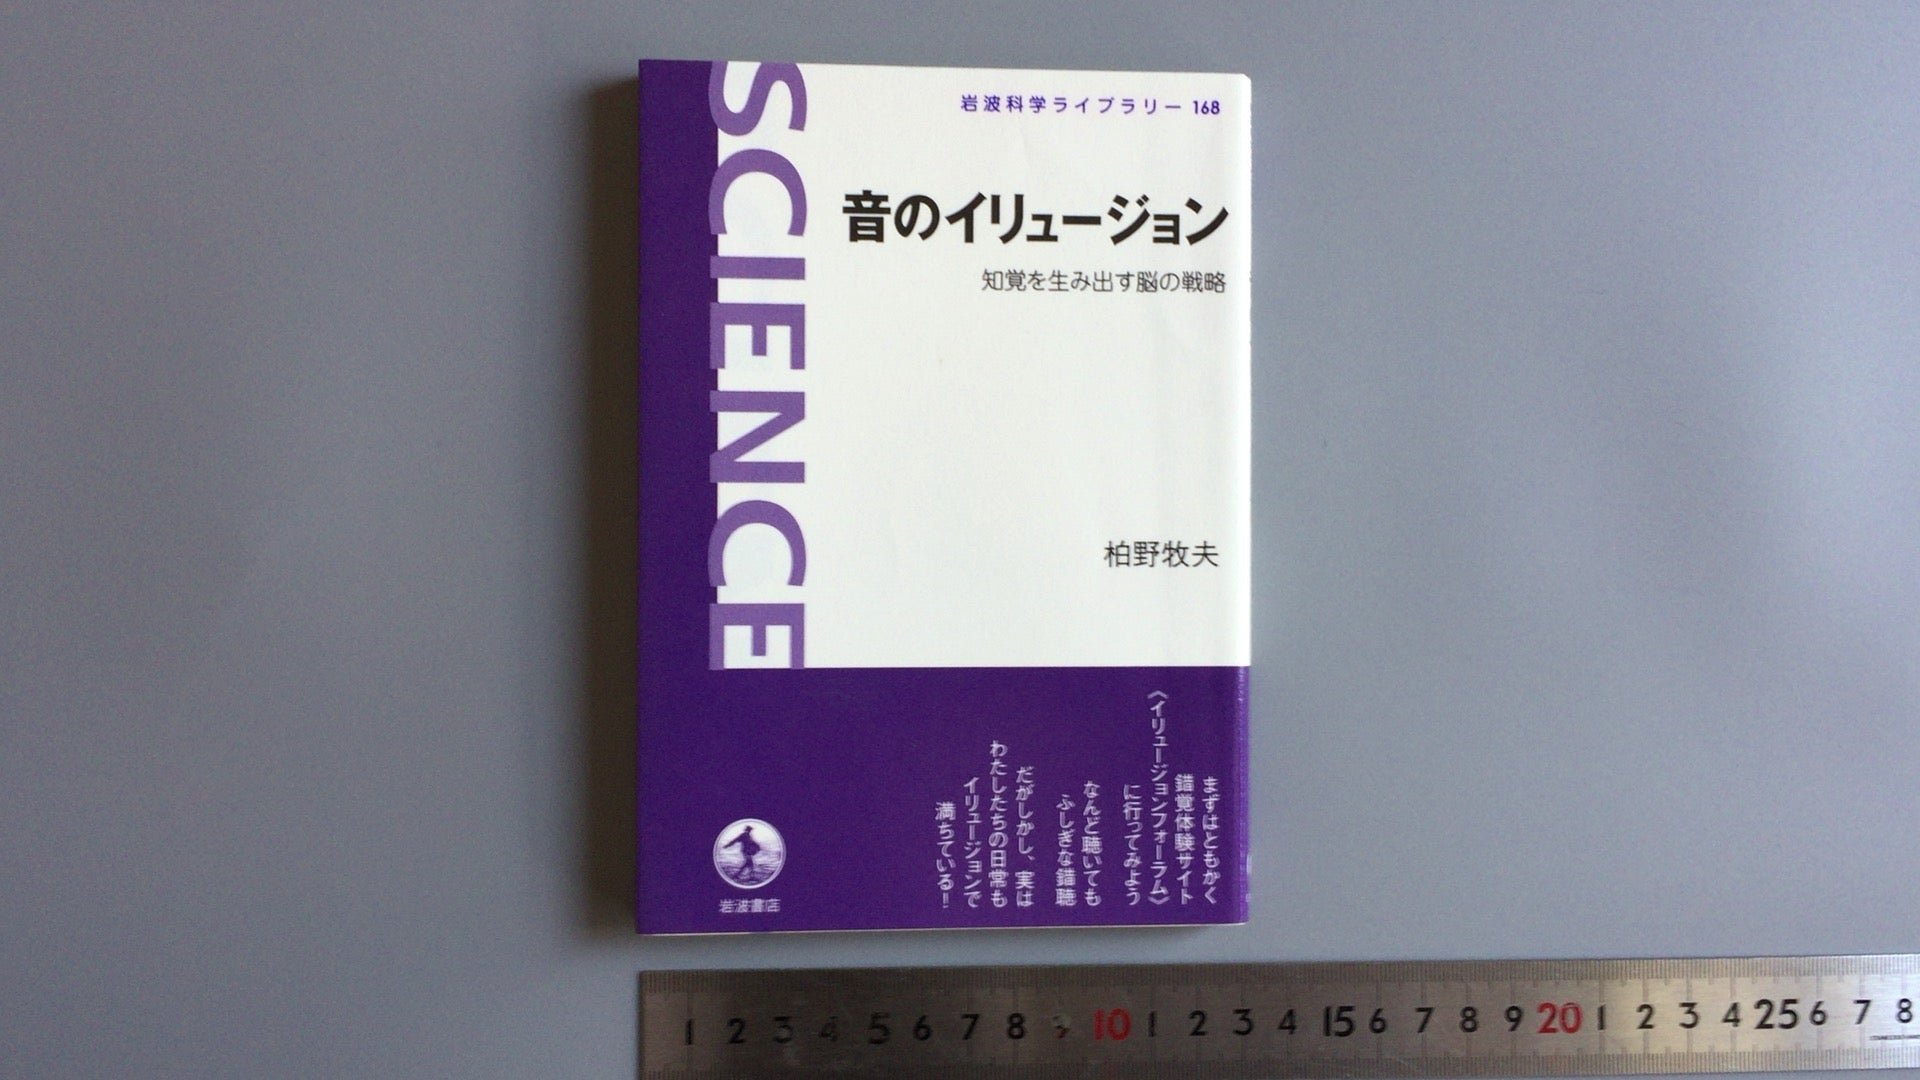 SCIENCE
岩波科学ライブラリー 168
音のイリュージョン
知覚を生み出す脳の戦略
柏野牧夫
まずはともかく
錯覚体験サイト
〈イリュージョンフォーラム〉
に行ってみよう
なんど聴いても
ふしぎな錯聴
だがしかし、実は
わたしたちの日常も
イリュージョンで
満ちている！
岩波書店
1 2 3 4 5 6 7 8 9 10 1 2 3 4 15 6 7 8 9 20 1 2 3 4 25 6 7 8